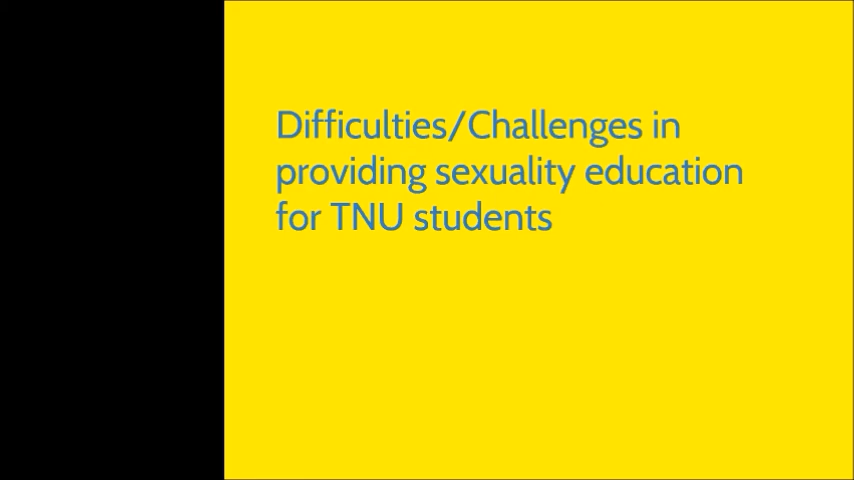 Difficulties/Challenges in
providing sexuality education
for TNU students